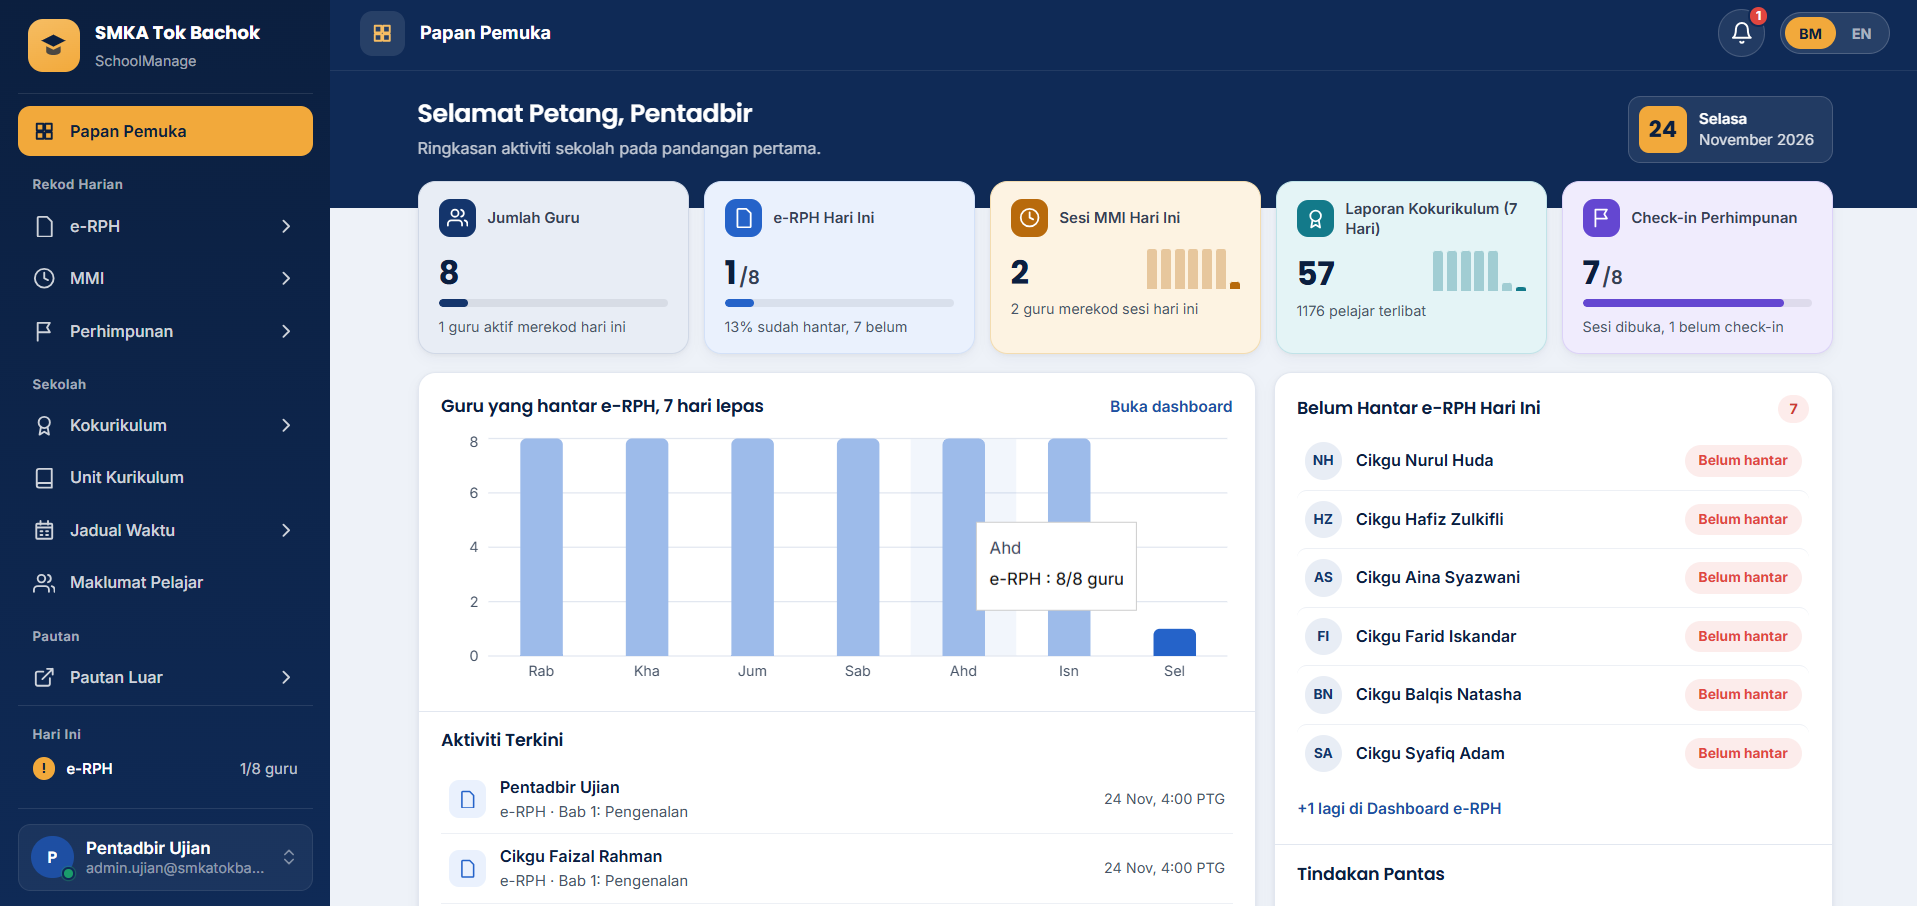 SMKA Tok Bachok
SchoolManage
Papan Pemuka
Rekod Harian
e-RPH
MMI
Perhimpunan
Sekolah
Kokurikulum
Unit Kurikulum
Jadual Waktu
Maklumat Pelajar
Pautan
Pautan Luar
Hari Ini
! e-RPH 1/8 guru
P Pentadbir Ujian
admin.ujian@smkatokba...
Papan Pemuka
1
BM EN
Selamat Petang, Pentadbir
Ringkasan aktiviti sekolah pada pandangan pertama.
24 Selasa
November 2026
Jumlah Guru
8
1 guru aktif merekod hari ini
e-RPH Hari Ini
1/8
13% sudah hantar, 7 belum
Sesi MMI Hari Ini
2
2 guru merekod sesi hari ini
Laporan Kokurikulum (7
Hari)
57
1176 pelajar terlibat
Check-in Perhimpunan
7/8
Sesi dibuka, 1 belum check-in
Guru yang hantar e-RPH, 7 hari lepas Buka dashboard
8
6
4
2
0
Ahd
e-RPH : 8/8 guru
Rab Kha Jum Sab Ahd Isn Sel
Aktiviti Terkini
Pentadbir Ujian
e-RPH · Bab 1: Pengenalan
24 Nov, 4:00 PTG
Cikgu Faizal Rahman
e-RPH · Bab 1: Pengenalan
24 Nov, 4:00 PTG
Belum Hantar e-RPH Hari Ini 7
NH Cikgu Nurul Huda Belum hantar
HZ Cikgu Hafiz Zulkifli Belum hantar
AS Cikgu Aina Syazwani Belum hantar
FI Cikgu Farid Iskandar Belum hantar
BN Cikgu Balqis Natasha Belum hantar
SA Cikgu Syafiq Adam Belum hantar
+1 lagi di Dashboard e-RPH
Tindakan Pantas